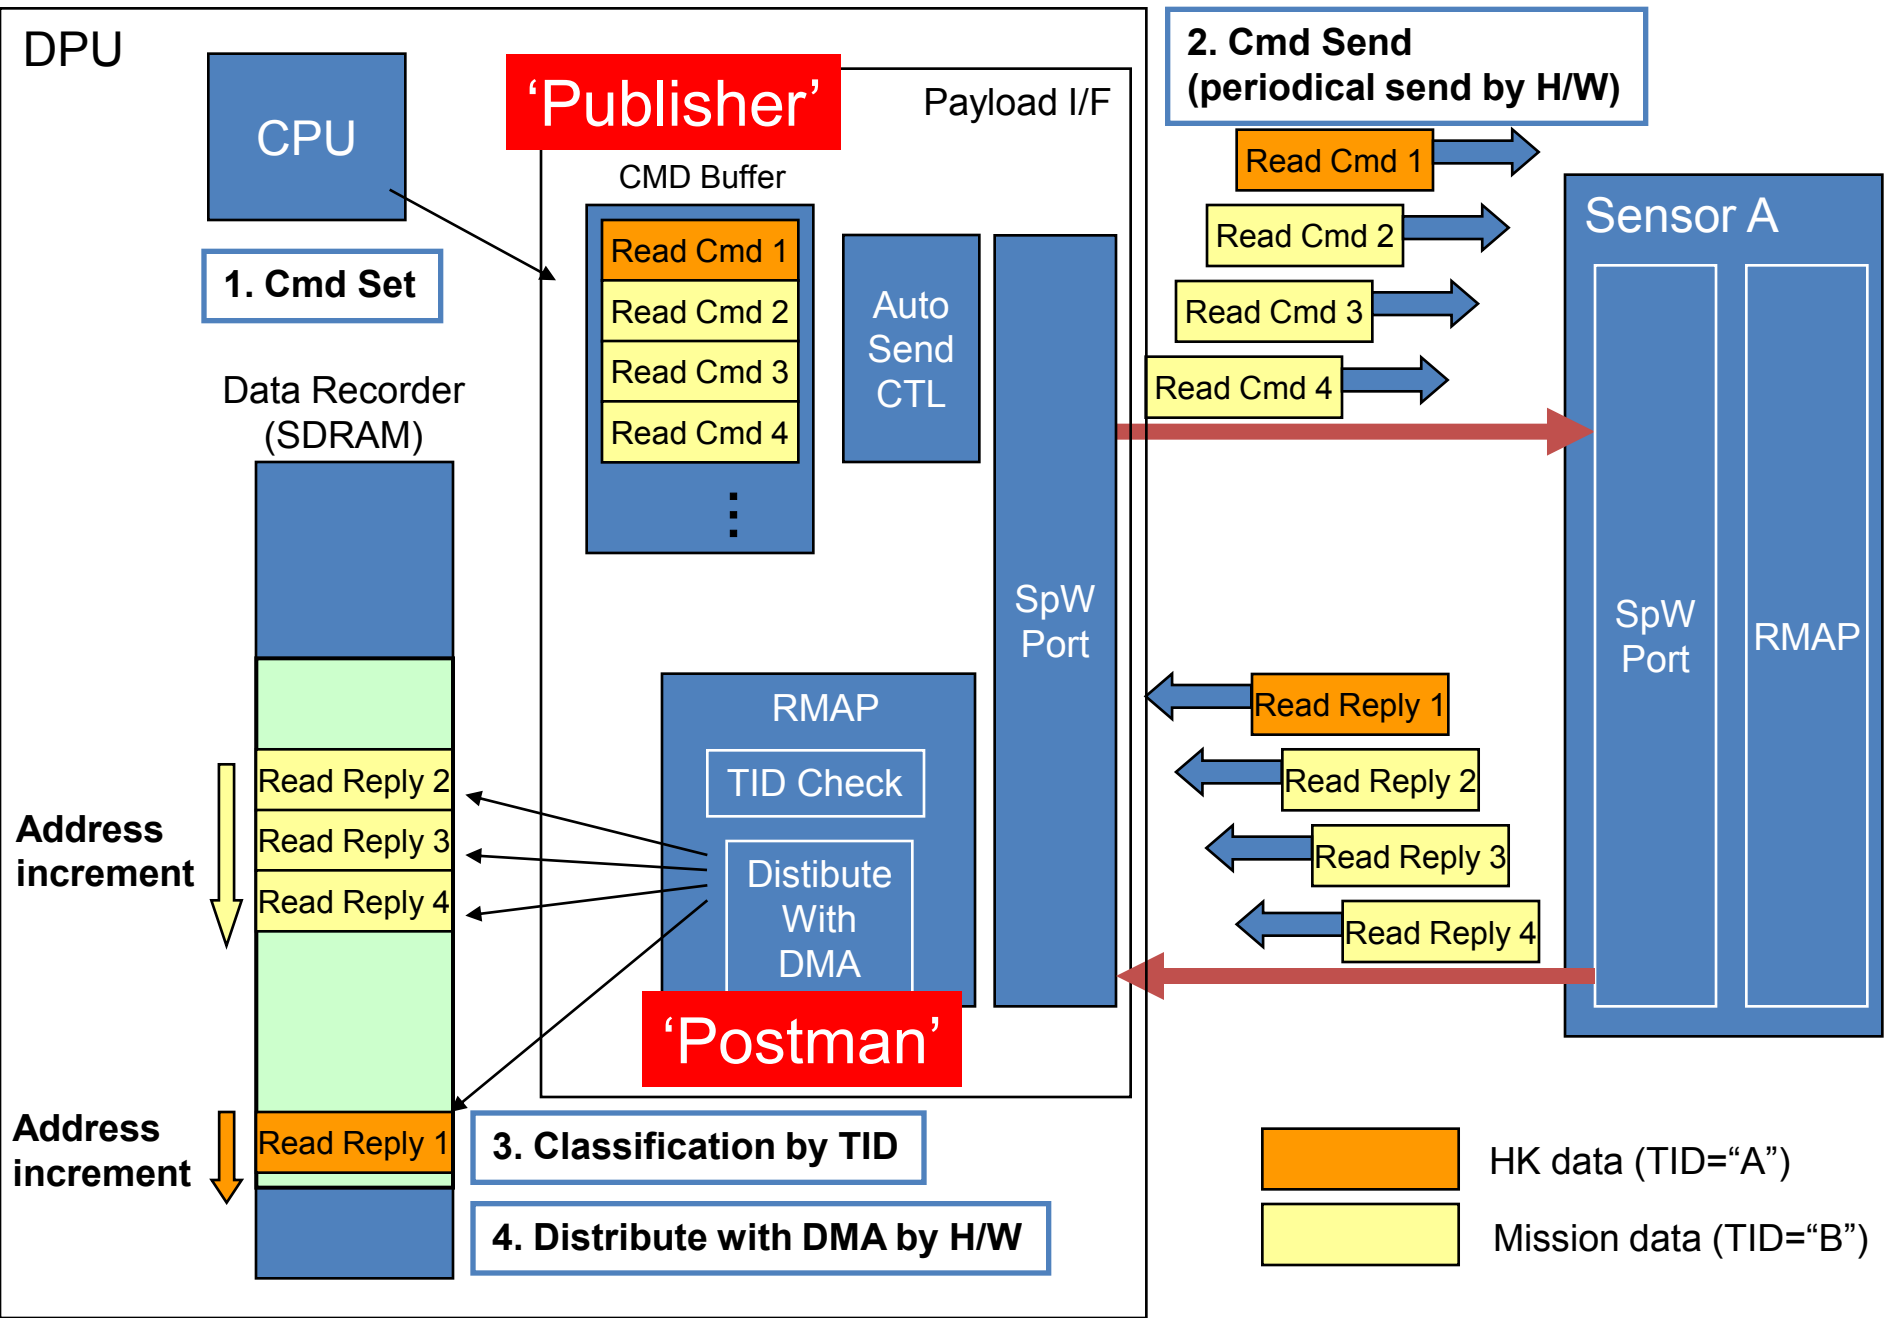 DPU
CPU
1. Cmd Set
‘Publisher’
Payload I/F
CMD Buffer
Read Cmd 1
Read Cmd 2
Read Cmd 3
Read Cmd 4
Auto
Send
CTL
SpW
Port
2. Cmd Send
(periodical send by H/W)
Read Cmd 1
Read Cmd 2
Read Cmd 3
Read Cmd 4
Sensor A
SpW
Port
RMAP
Data Recorder
(SDRAM)
Read Reply 2
Read Reply 3
Read Reply 4
Read Reply 1
Address
increment
Address
increment
RMAP
TID Check
Distibute
With
DMA
‘Postman’
Read Reply 1
Read Reply 2
Read Reply 3
Read Reply 4
3. Classification by TID
4. Distribute with DMA by H/W
HK data (TID=“A”)
Mission data (TID=“B”)